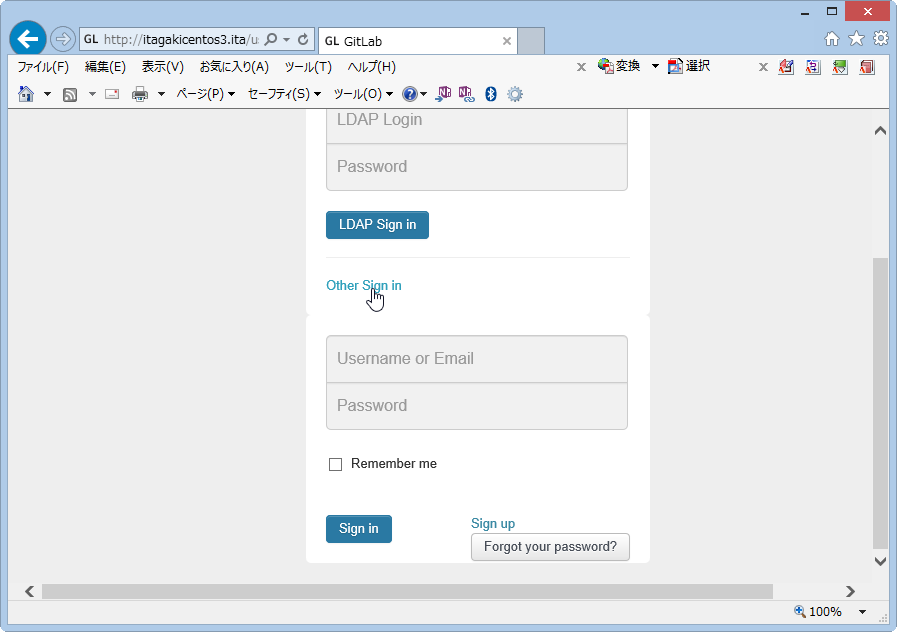 GL http://itagakicentos3.ita/u
GL GitLab
ファイル(F) 編集(E) 表示(V) お気に入り(A) ツール(T) ヘルプ(H)
変換 選択
ページ(P) セーフティ(S) ツール(O)
LDAP Login
Password
LDAP Sign in
Other Sign in
Username or Email
Password
Remember me
Sign in
Sign up
Forgot your password?
100%